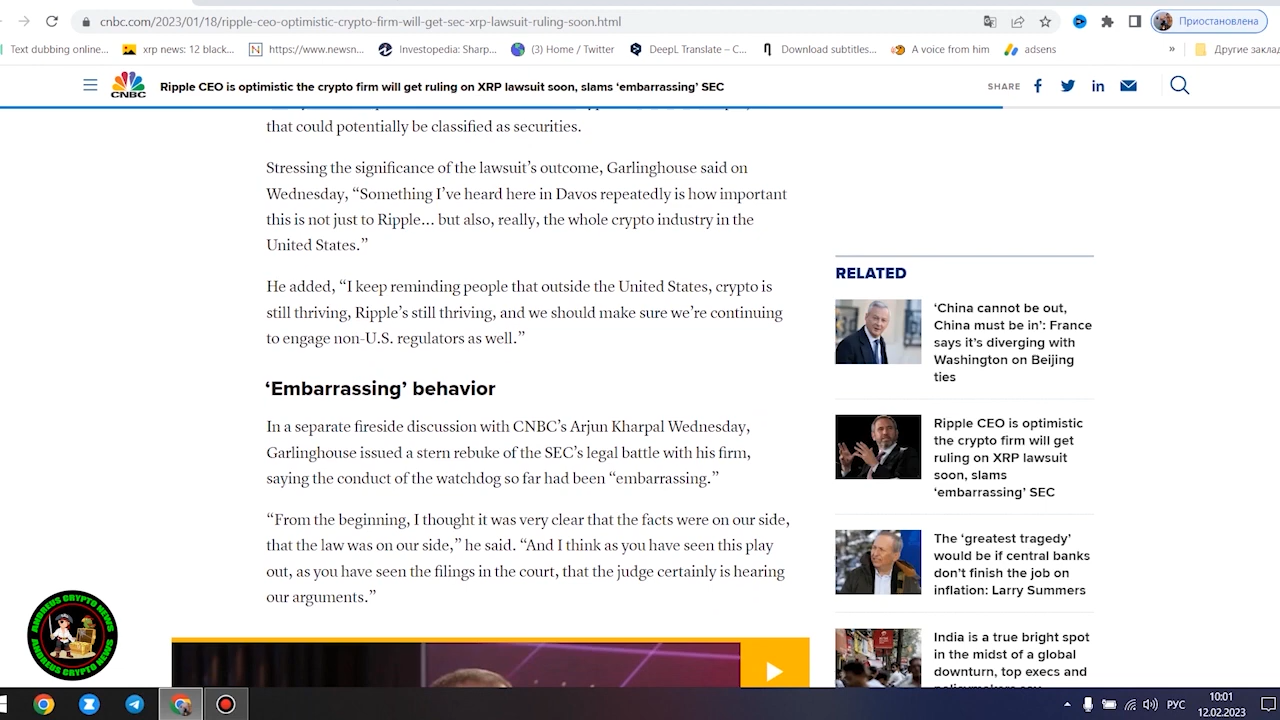 cnbc.com/2023/01/18/ripple-ceo-optimistic-crypto-firm-will-get-sec-xrp-lawsuit-ruling-soon.html
Приостановлена
Text dubbing online...
xrp news: 12 black...
https://www.newsn...
Investopedia: Sharp...
(3) Home / Twitter
DeepL Translate – C...
Download subtitles...
A voice from him
adsens
»
Другие закла
CNBC
Ripple CEO is optimistic the crypto firm will get ruling on XRP lawsuit soon, slams ‘embarrassing’ SEC
SHARE
that could potentially be classified as securities.
Stressing the significance of the lawsuit’s outcome, Garlinghouse said on
Wednesday, “Something I’ve heard here in Davos repeatedly is how important
this is not just to Ripple... but also, really, the whole crypto industry in the
United States.”
He added, “I keep reminding people that outside the United States, crypto is
still thriving, Ripple’s still thriving, and we should make sure we’re continuing
to engage non-U.S. regulators as well.”
‘Embarrassing’ behavior
In a separate fireside discussion with CNBC’s Arjun Kharpal Wednesday,
Garlinghouse issued a stern rebuke of the SEC’s legal battle with his firm,
saying the conduct of the watchdog so far had been “embarrassing.”
“From the beginning, I thought it was very clear that the facts were on our side,
that the law was on our side,” he said. “And I think as you have seen this play
out, as you have seen the filings in the court, that the judge certainly is hearing
our arguments.”
RELATED
‘China cannot be out,
China must be in’: France
says it’s diverging with
Washington on Beijing
ties
Ripple CEO is optimistic
the crypto firm will get
ruling on XRP lawsuit
soon, slams
‘embarrassing’ SEC
The ‘greatest tragedy’
would be if central banks
don’t finish the job on
inflation: Larry Summers
India is a true bright spot
in the midst of a global
downturn, top execs and
ANDREUS CRYPTO NEWS
ANDREUS CRYPTO NEWS
РУС
10:01
12.02.2023